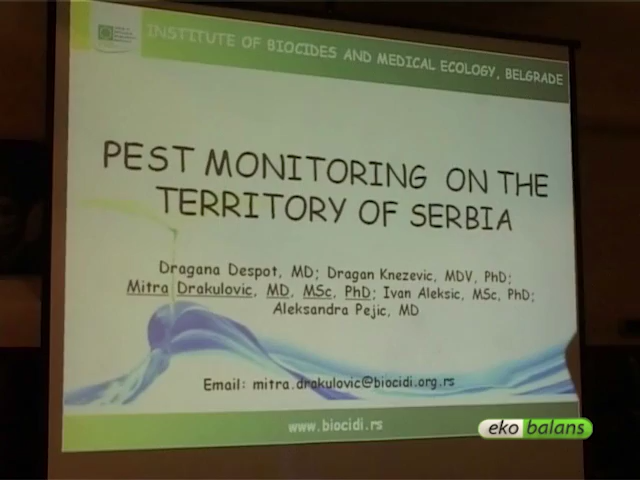 INSTITUTE OF BIOCIDES AND MEDICAL ECOLOGY, BELGRADE
PEST MONITORING ON THE
TERRITORY OF SERBIA
Dragana Despot, MD; Dragan Knezevic, MDV, PhD;
Mitra Drakulovic, MD, MSc, PhD; Ivan Aleksic, MSc, PhD;
Aleksandra Pejic, MD
Email: mitra.drakulovic@biocidi.org.rs
www.biocidi.rs
eko balans